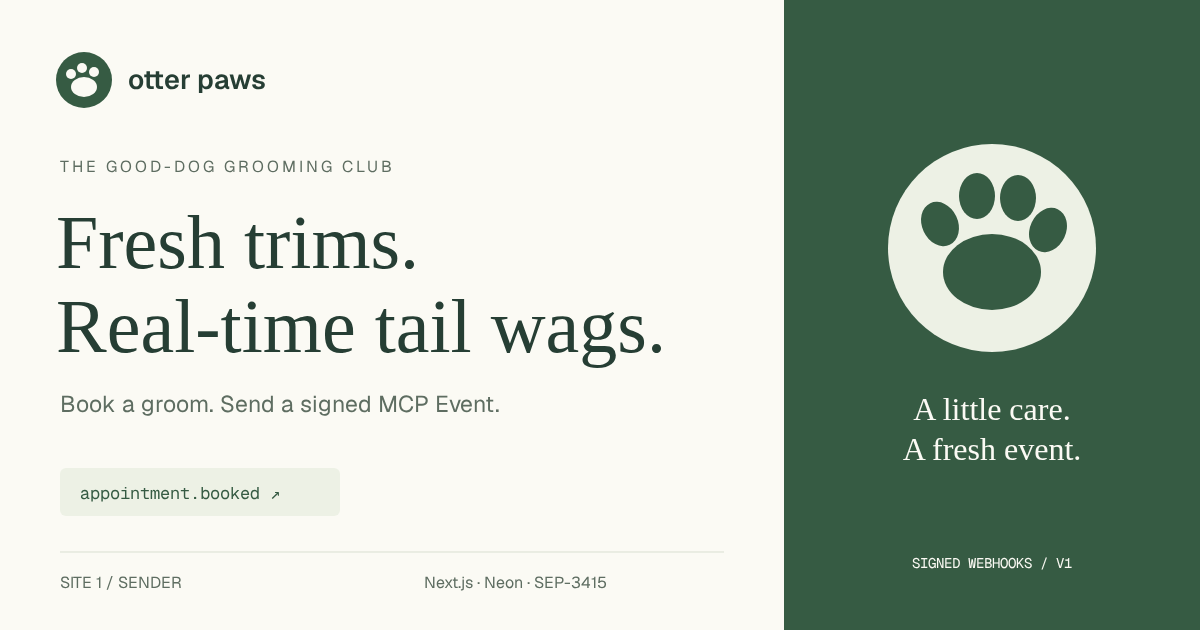 otter paws
THE GOOD-DOG GROOMING CLUB
Fresh trims.
Real-time tail wags.
Book a groom. Send a signed MCP Event.
appointment.booked ↗
SITE 1 / SENDER
Next.js · Neon · SEP-3415
A little care.
A fresh event.
SIGNED WEBHOOKS / V1